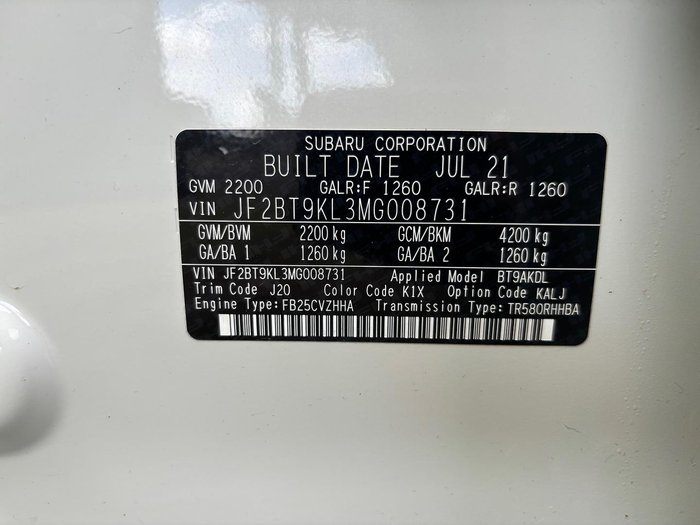 SUBARU CORPORATION
BUILT DATE JUL 21
GVM 2200 GALR:F 1260 GALR:R 1260
VIN JF2BT9KL3MG008731
GVM/BVM 2200 kg GCM/BKM 4200 kg
GA/BA 1 1260 kg GA/BA 2 1260 kg
VIN JF2BT9KL3MG008731 Applied Model BT9AKDL
Trim Code J20 Color Code K1X Option Code KALJ
Engine Type:FB25CVZHHA Transmission Type:TR580RHHBA